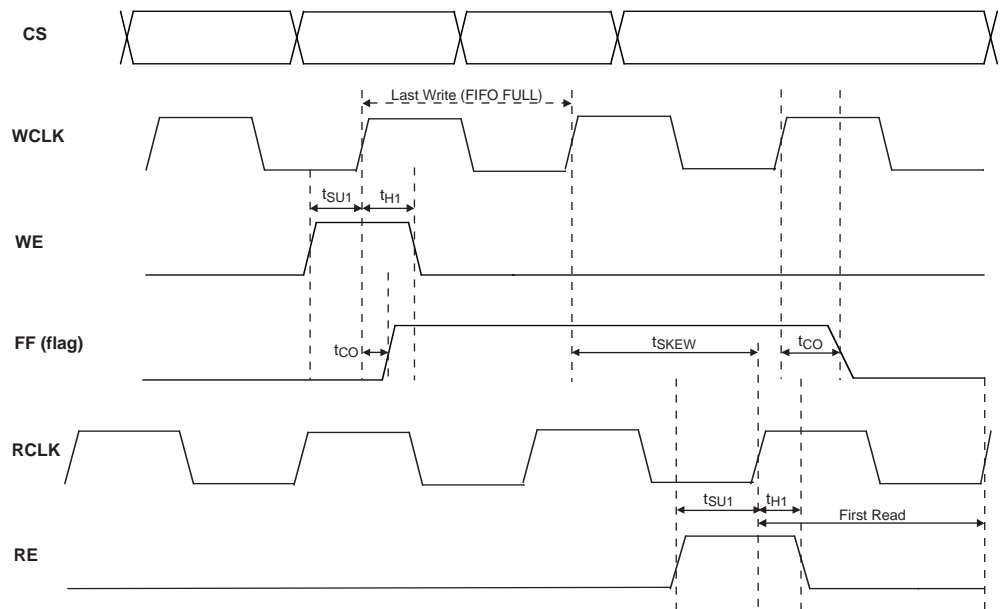 CS
Last Write (FIFO FULL)
WCLK
tSU1 tH1
WE
FF (flag)
tCO tSKEW tCO
RCLK
tSU1 tH1
First Read
RE